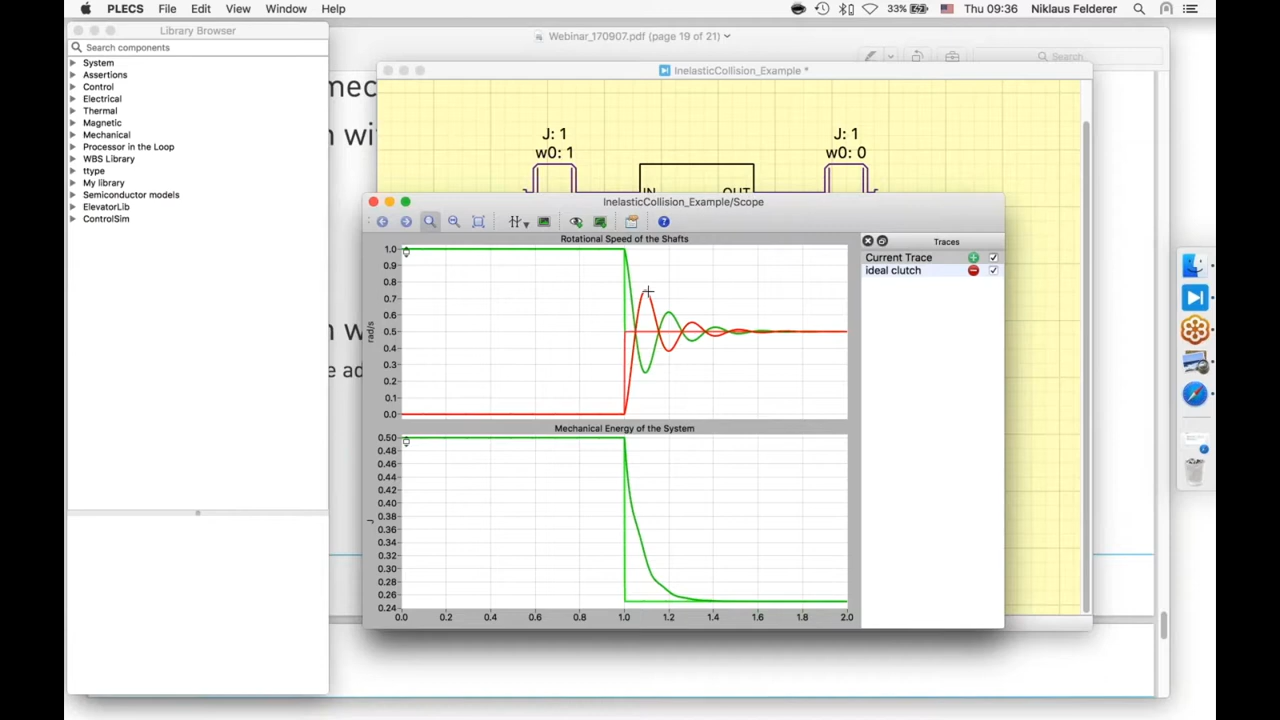 PLECS File Edit View Window Help 33% Thu 09:36 Niklaus Felderer
Library Browser
Search components
System
Assertions
Control
Electrical
Thermal
Magnetic
Mechanical
Processor in the Loop
WBS Library
ttype
My library
Semiconductor models
ElevatorLib
ControlSim
Webinar_170907.pdf (page 19 of 21)
Search
InelasticCollision_Example *
J: 1
w0: 1
J: 1
w0: 0
IN OUT
InelasticCollision_Example/Scope
Rotational Speed of the Shafts
rad/s
1.0
0.9
0.8
0.7
0.6
0.5
0.4
0.3
0.2
0.1
0.0
Mechanical Energy of the System
J
0.50
0.48
0.46
0.44
0.42
0.40
0.38
0.36
0.34
0.32
0.30
0.28
0.26
0.24
0.0 0.2 0.4 0.6 0.8 1.0 1.2 1.4 1.6 1.8 2.0
Traces
Current Trace
ideal clutch